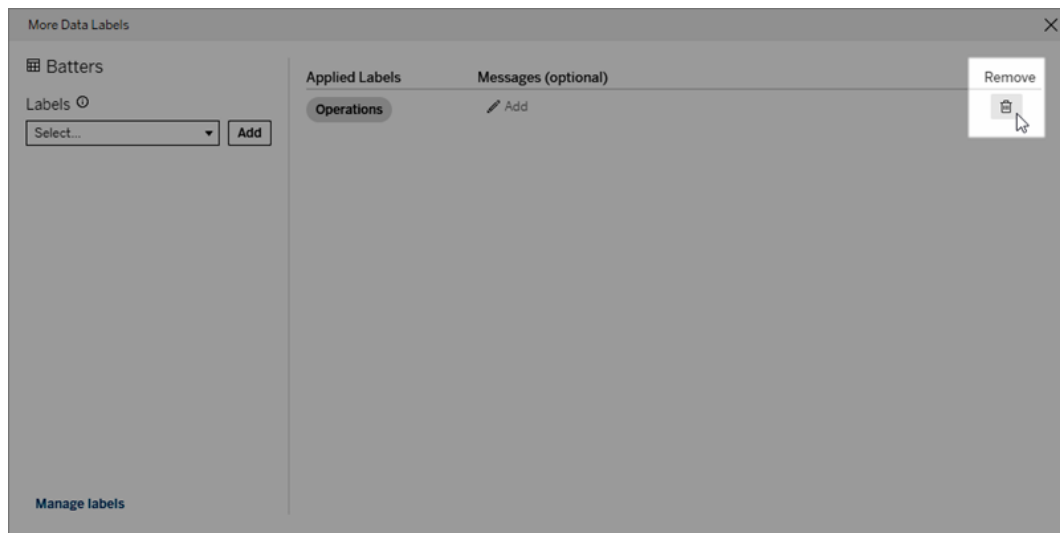 More Data Labels
Batters
Labels
Select...
Add
Applied Labels Messages (optional) Remove
Operations Add
Manage labels